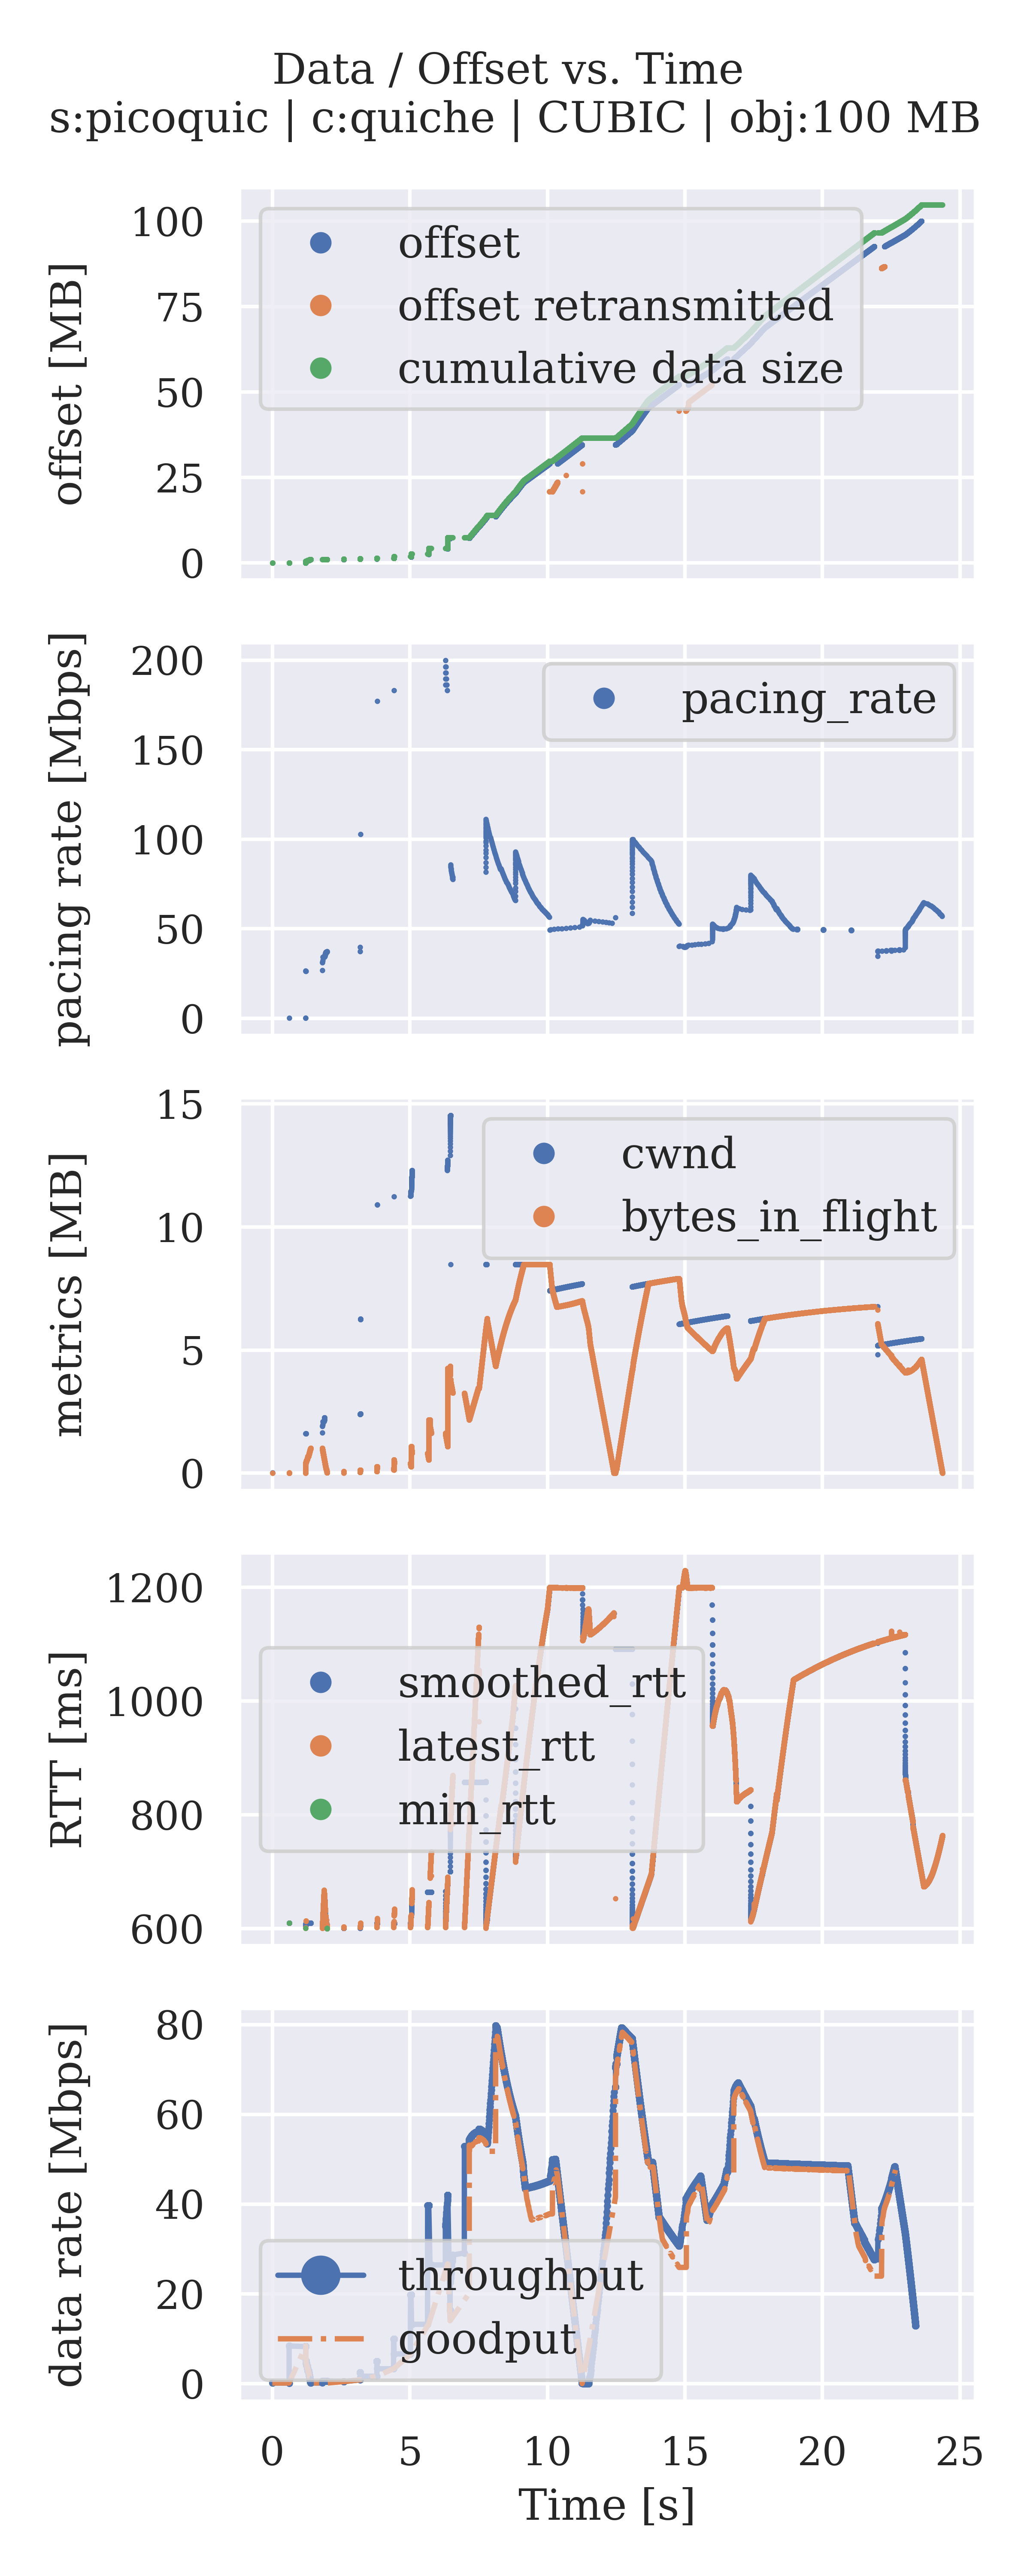 Data / Offset vs. Time
s:picoquic | c:quiche | CUBIC | obj:100 MB
offset [MB]
100
75
50
25
0
offset
offset retransmitted
cumulative data size
pacing rate [Mbps]
200
150
100
50
0
pacing_rate
metrics [MB]
15
10
5
0
cwnd
bytes_in_flight
RTT [ms]
1200
1000
800
600
smoothed_rtt
latest_rtt
min_rtt
data rate [Mbps]
80
60
40
20
0
throughput
goodput
0 5 10 15 20 25
Time [s]